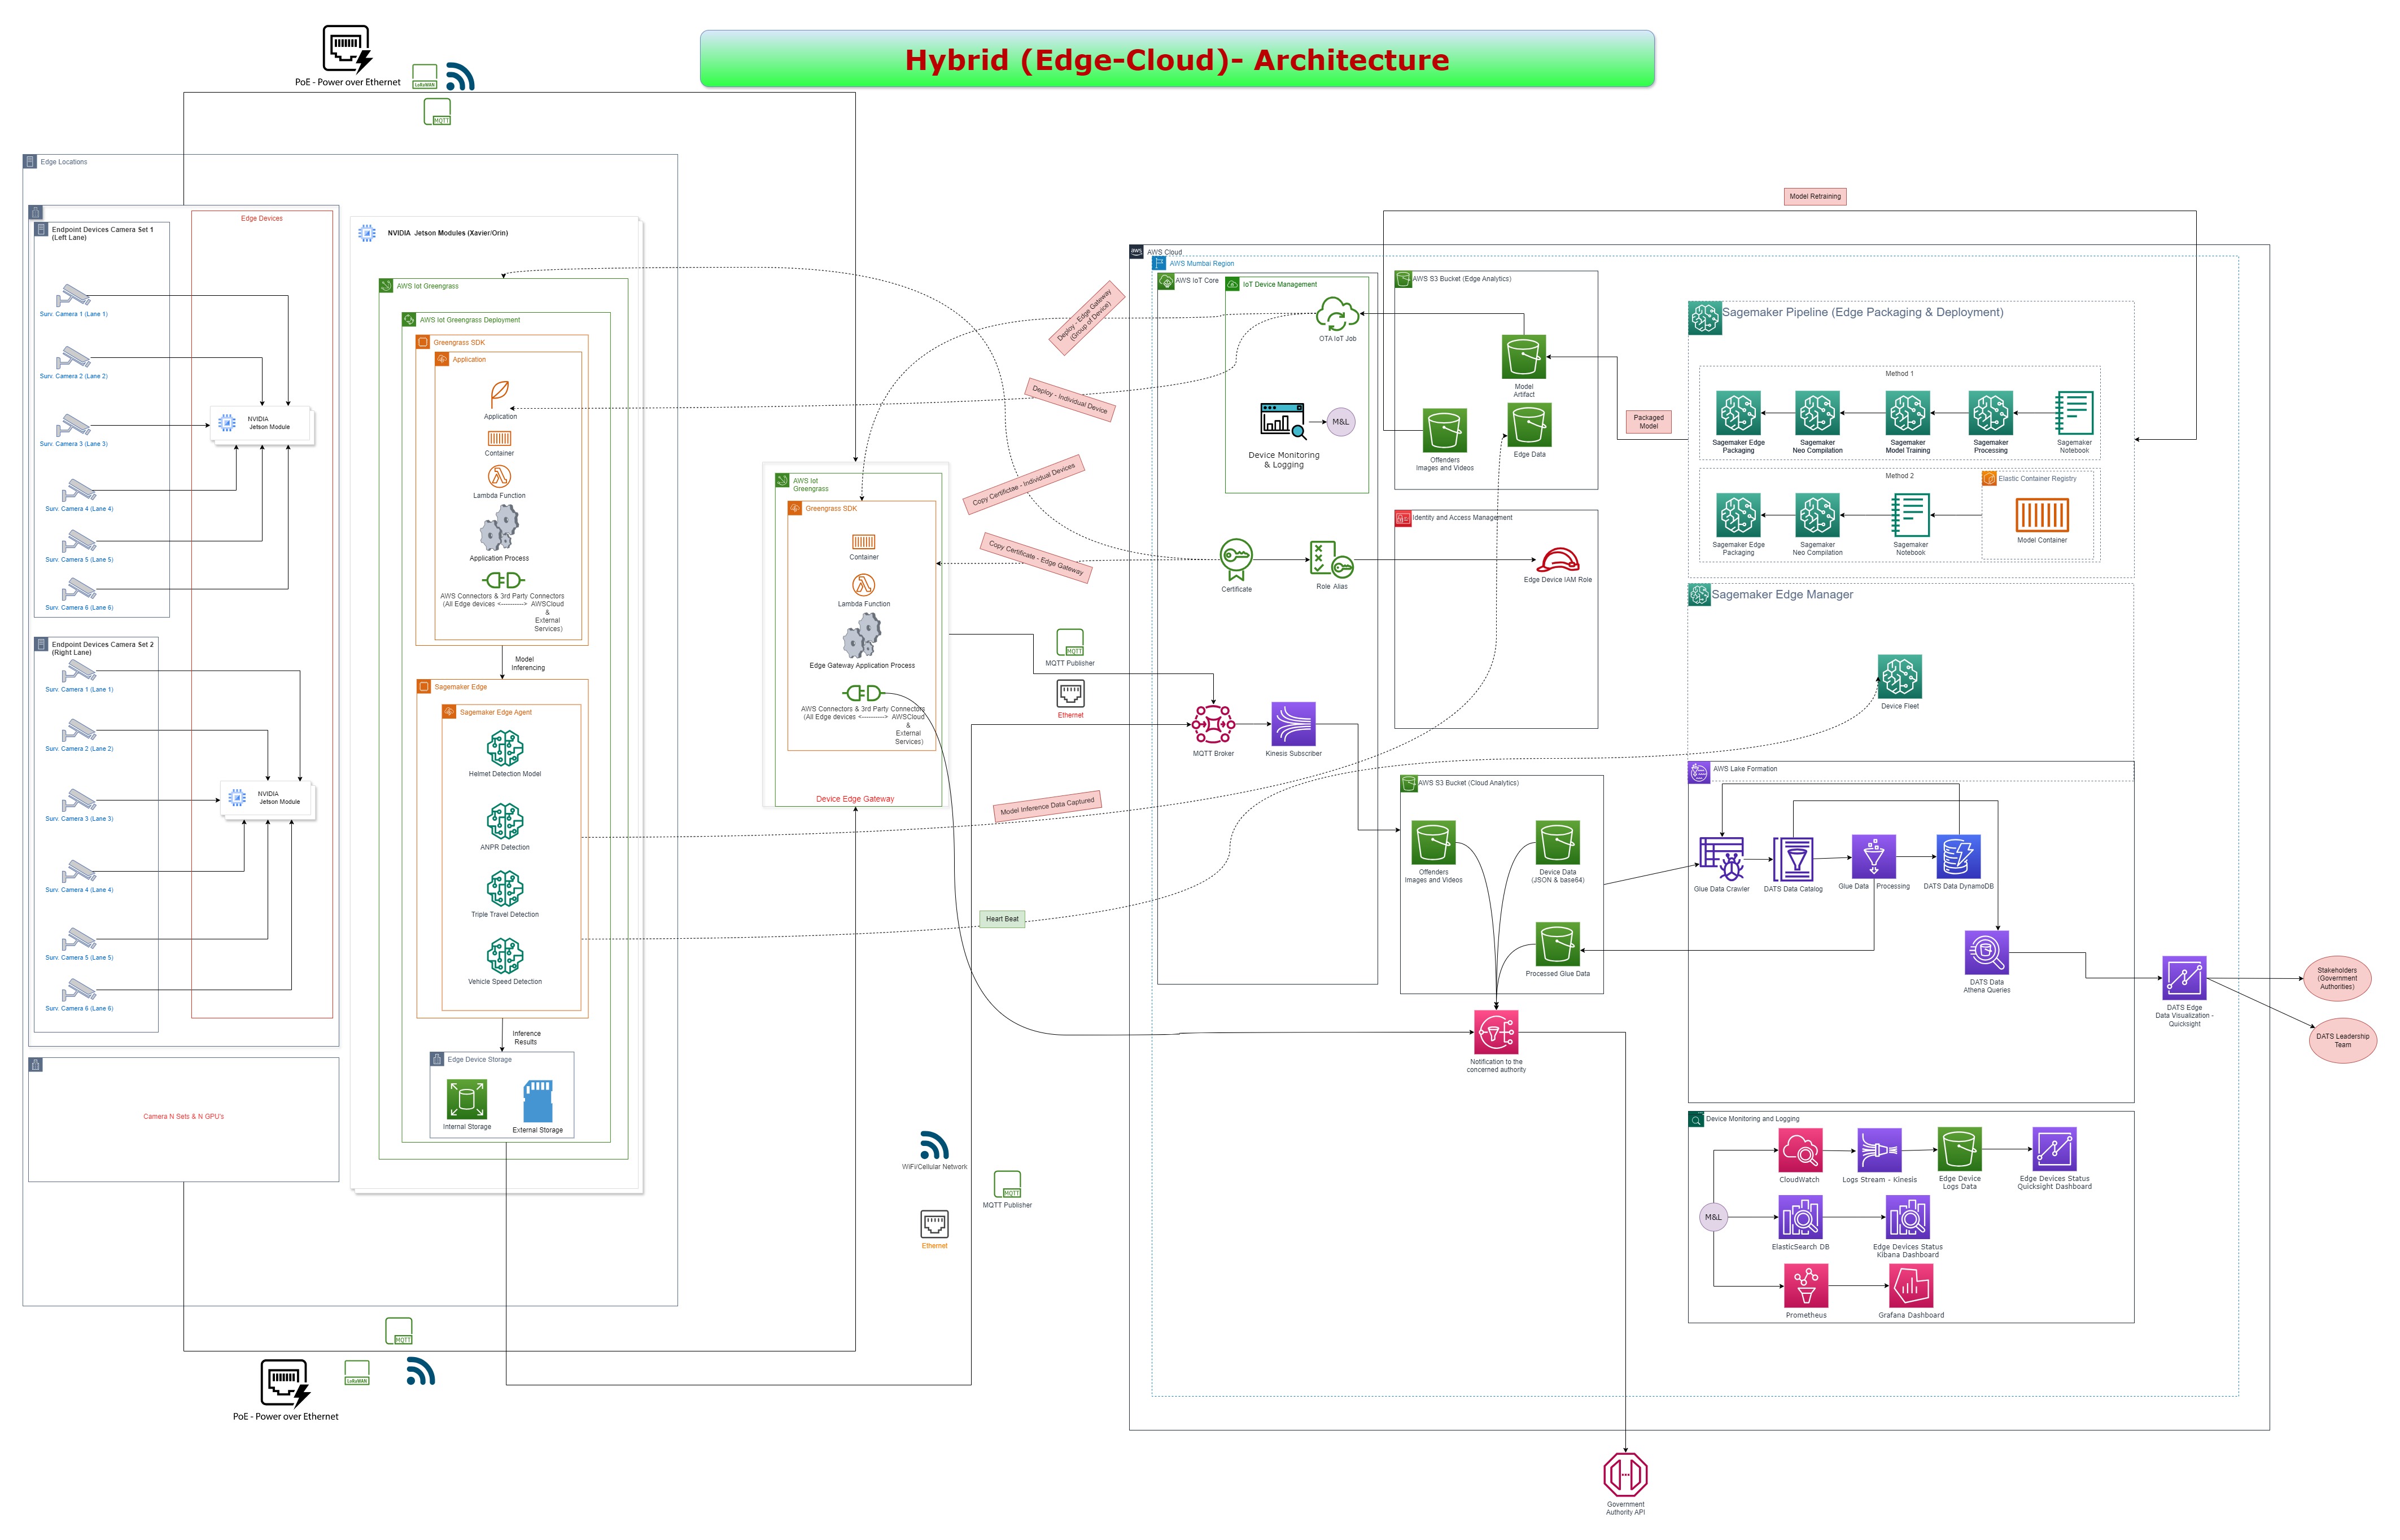 Hybrid (Edge-Cloud)- Architecture
PoE - Power over Ethernet
LoRaWAN
MQTT
Edge Locations
Endpoint Devices Camera Set 1
(Left Lane)
Surv. Camera 1 (Lane 1)
Surv. Camera 2 (Lane 2)
Surv. Camera 3 (Lane 3)
Surv. Camera 4 (Lane 4)
Surv. Camera 5 (Lane 5)
Surv. Camera 6 (Lane 6)
Edge Devices
NVIDIA
Jetson Module
Endpoint Devices Camera Set 2
(Right Lane)
Surv. Camera 1 (Lane 1)
Surv. Camera 2 (Lane 2)
Surv. Camera 3 (Lane 3)
Surv. Camera 4 (Lane 4)
Surv. Camera 5 (Lane 5)
Surv. Camera 6 (Lane 6)
NVIDIA
Jetson Module
Camera N Sets & N GPU's
NVIDIA Jetson Modules (Xavier/Orin)
AWS Iot Greengrass
AWS Iot Greengrass Deployment
Greengrass SDK
Application
Application
Container
Lambda Function
Application Process
AWS Connectors & 3rd Party Connectors
(All Edge devices <----------> AWSCloud
&
External
Services)
Model
Inferencing
Sagemaker Edge
Sagemaker Edge Agent
Helmet Detection Model
ANPR Detection
Triple Travel Detection
Vehicle Speed Detection
Inference
Results
Edge Device Storage
Internal Storage
External Storage
MQTT
LoRaWAN
PoE - Power over Ethernet
AWS Iot
Greengrass
Greengrass SDK
Container
Lambda Function
Edge Gateway Application Process
AWS Connectors & 3rd Party Connectors
(All Edge devices <----------> AWSCloud
&
External
Services)
Device Edge Gateway
Deploy - Edge Gateway
(Group of Device)
Deploy - Individual Device
Copy Certifictae - Individual Devices
Copy Certificate - Edge Gateway
MQTT
MQTT Publisher
Ethernet
Model Inference Data Captured
Heart Beat
WiFi/Cellular Network
MQTT
MQTT Publisher
Ethernet
aws
AWS Cloud
AWS Mumbai Region
AWS IoT Core
IoT Device Management
OTA IoT Job
Device Monitoring
& Logging
M&L
Certificate
Role Alias
MQTT Broker
Kinesis Subscriber
AWS S3 Bucket (Edge Analytics)
Model
Artifact
Offenders
Images and Videos
Edge Data
Identity and Access Management
Edge Device IAM Role
AWS S3 Bucket (Cloud Analytics)
Offenders
Images and Videos
Device Data
(JSON & base64)
Processed Glue Data
Notification to the
concerned authority
Government
Authority API
Model Retraining
Packaged
Model
Sagemaker Pipeline (Edge Packaging & Deployment)
Method 1
Sagemaker Edge
Packaging
Sagemaker
Neo Compilation
Sagemaker
Model Training
Sagemaker
Processing
Sagemaker
Notebook
Method 2
Sagemaker Edge
Packaging
Sagemaker
Neo Compilation
Sagemaker
Notebook
Elastic Container Registry
Model Container
Sagemaker Edge Manager
Device Fleet
AWS Lake Formation
Glue Data Crawler
DATS Data Catalog
Glue Data Processing
DATS Data DynamoDB
DATS Data
Athena Queries
DATS Edge
Data Visualization -
Quicksight
Stakeholders
(Government
Authorities)
DATS Leadership
Team
Device Monitoring and Logging
M&L
CloudWatch
Logs Stream - Kinesis
Edge Device
Logs Data
Edge Devices Status
Quicksight Dashboard
ElasticSearch DB
Edge Devices Status
Kibana Dashboard
Prometheus
Grafana Dashboard